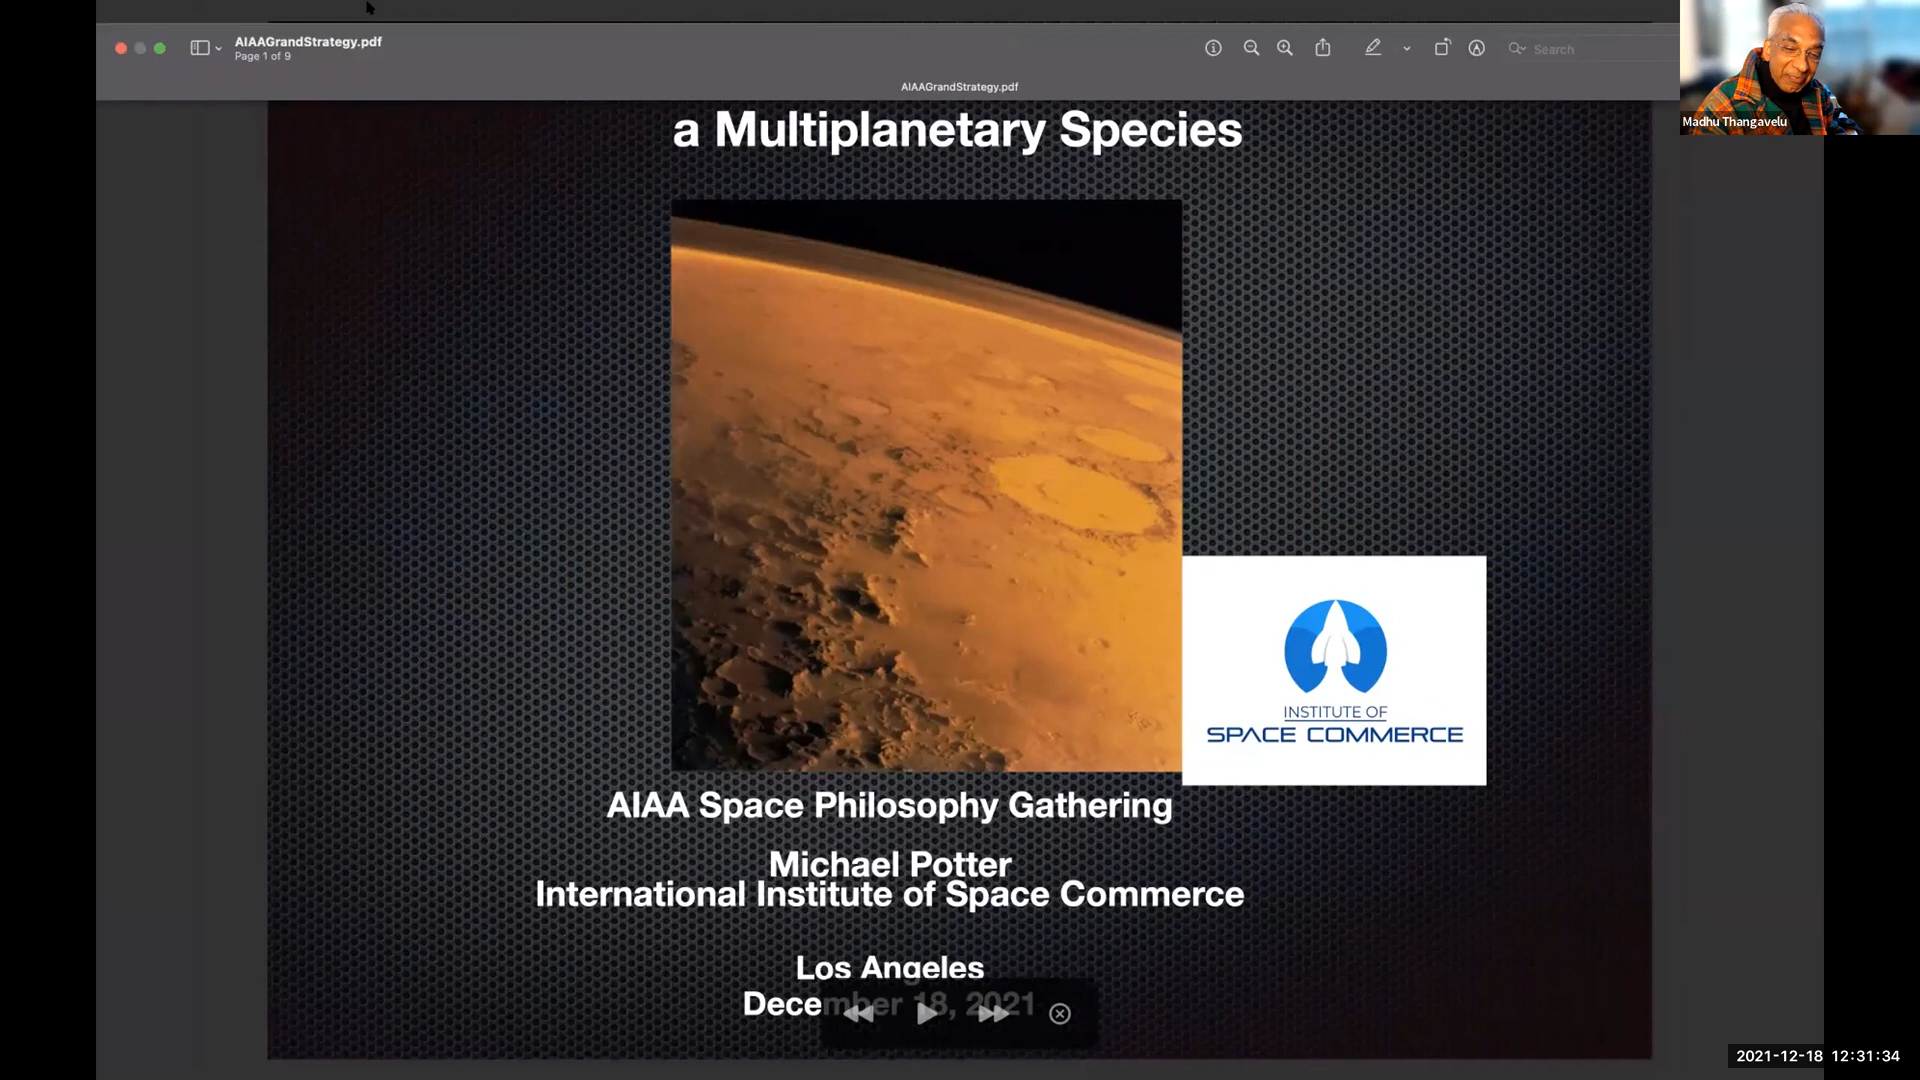 AIAAGrandStrategy.pdf
Page 1 of 9
Search
AIAAGrandStrategy.pdf
Madhu Thangavelu
a Multiplanetary Species
INSTITUTE OF
SPACE COMMERCE
AIAA Space Philosophy Gathering
Michael Potter
International Institute of Space Commerce
Los Angeles
December 18, 2021
2021-12-18 12:31:34